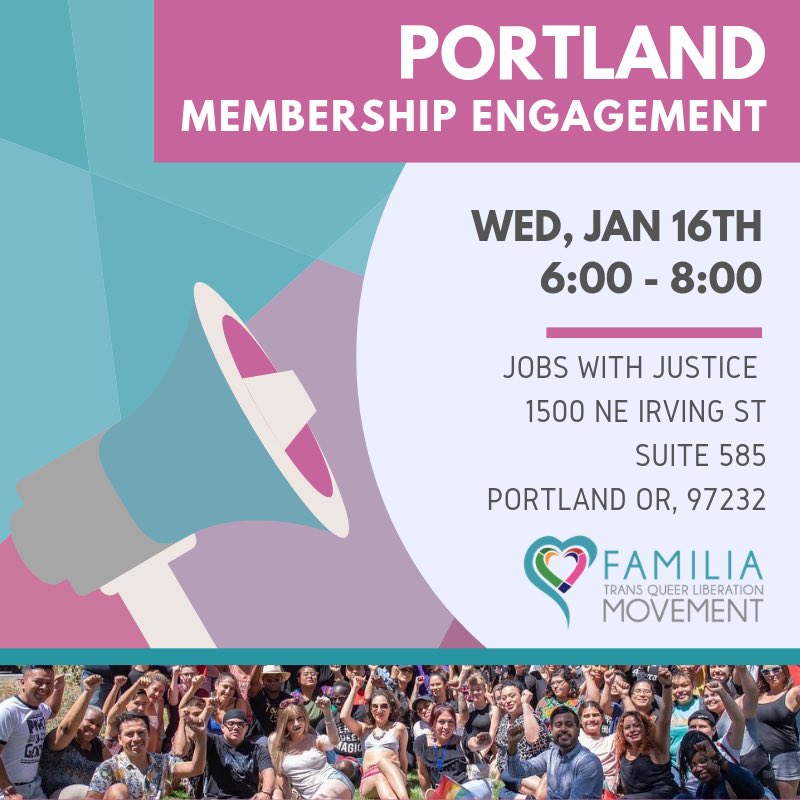 PORTLAND
MEMBERSHIP ENGAGEMENT
WED, JAN 16TH
6:00 - 8:00
JOBS WITH JUSTICE
1500 NE IRVING ST
SUITE 585
PORTLAND OR, 97232
FAMILIA
TRANS QUEER LIBERATION
MOVEMENT